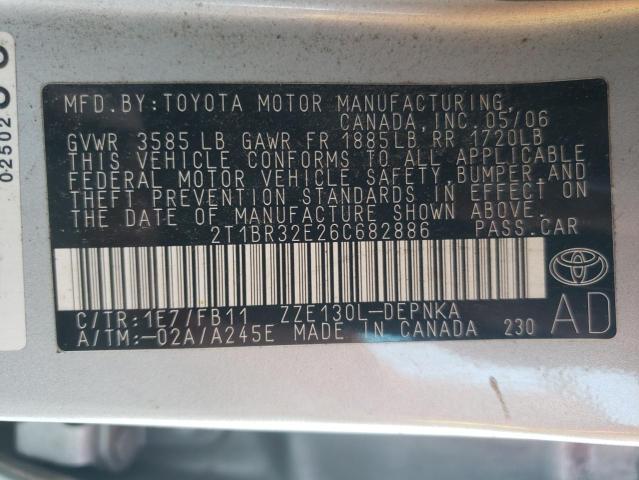 MFD.BY:TOYOTA MOTOR MANUFACTURING,
CANADA,INC. 05/06
GVWR 3585 LB GAWR FR 1885LB RR 1720LB
THIS VEHICLE CONFORMS TO ALL APPLICABLE
FEDERAL MOTOR VEHICLE SAFETY, BUMPER, AND
THEFT PREVENTION STANDARDS IN EFFECT ON
THE DATE OF MANUFACTURE SHOWN ABOVE.
2T1BR32E26C682886 PASS.CAR
C/TR:1E7/FB11 ZZE130L-DEPNKA
A/TM:-02A/A245E MADE IN CANADA 230
AD
02502